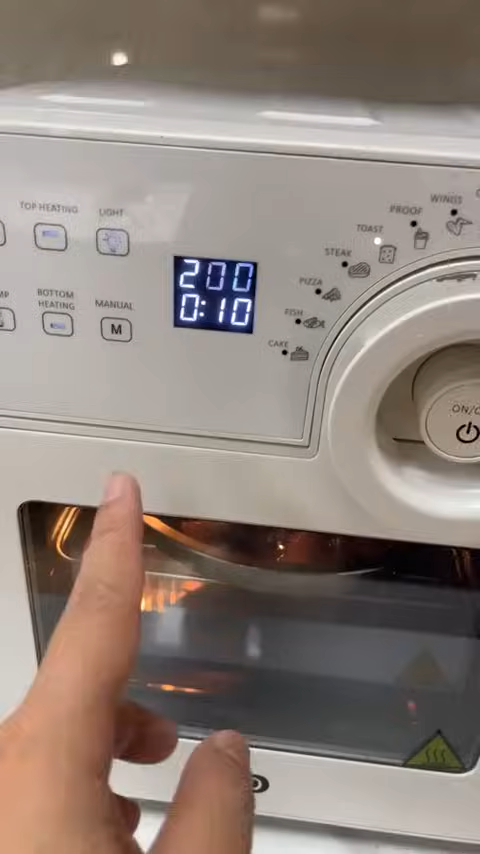 TOP HEATING
LIGHT
BOTTOM
HEATING
MANUAL
M
200
0:10
WINGS
PROOF
TOAST
STEAK
PIZZA
FISH
CAKE